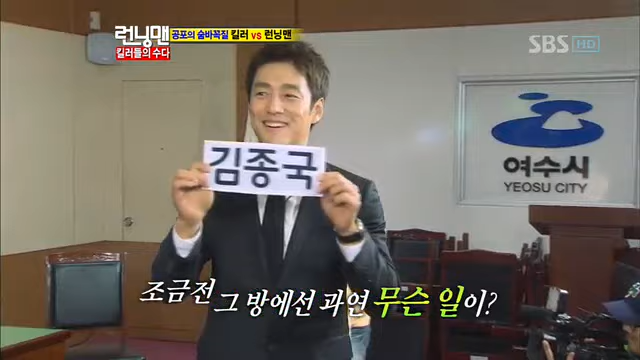 런닝맨
킬러들의 수다
공포의 숨바꼭질 킬러 vs 런닝맨
SBS HD
김종국
여수시
YEOSU CITY
조금전 그 방에선 과연 무슨 일이?